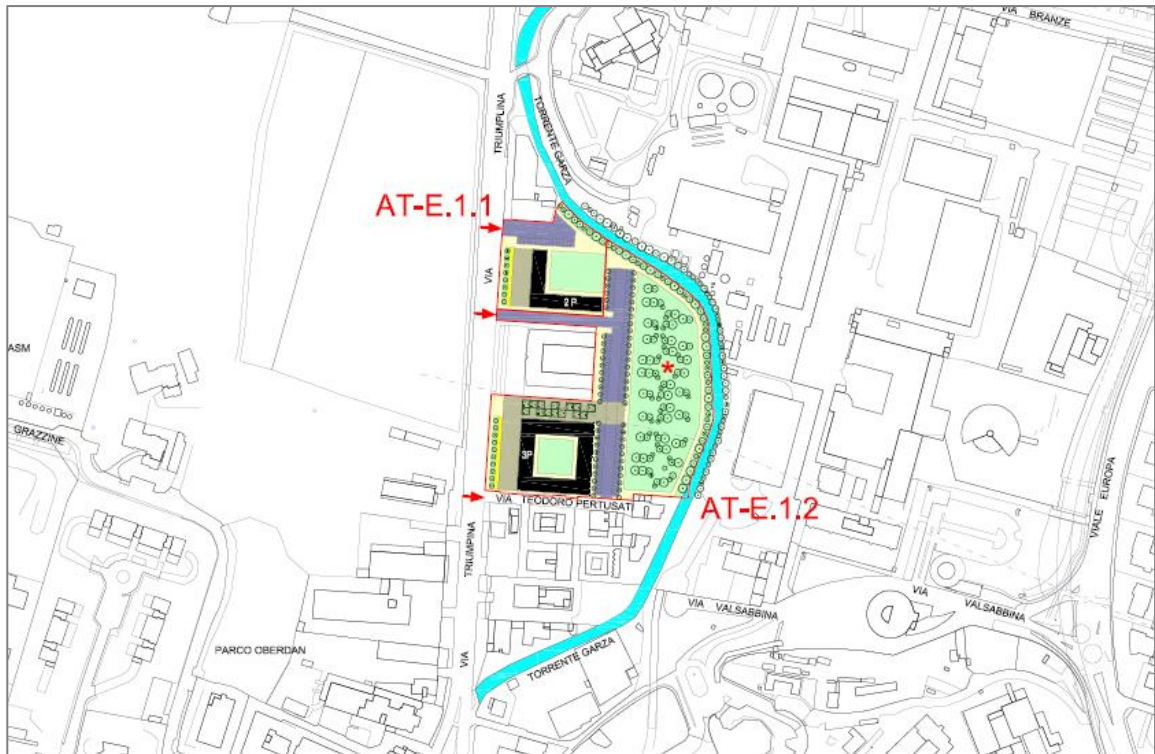 VIA BRANZE
TRIUMPLINA
TORRENTE GARZA
AT-E.1.1
VIA
2P
ASM
*
GRAZZINE
3P
VIA TEODORO PERTUSATI
AT-E.1.2
VIALE EUROPA
TRIUMPINA
VIA VALSABBINA
VIA VALSABBINA
PARCO OBERDAN
VIA
TORRENTE GARZA